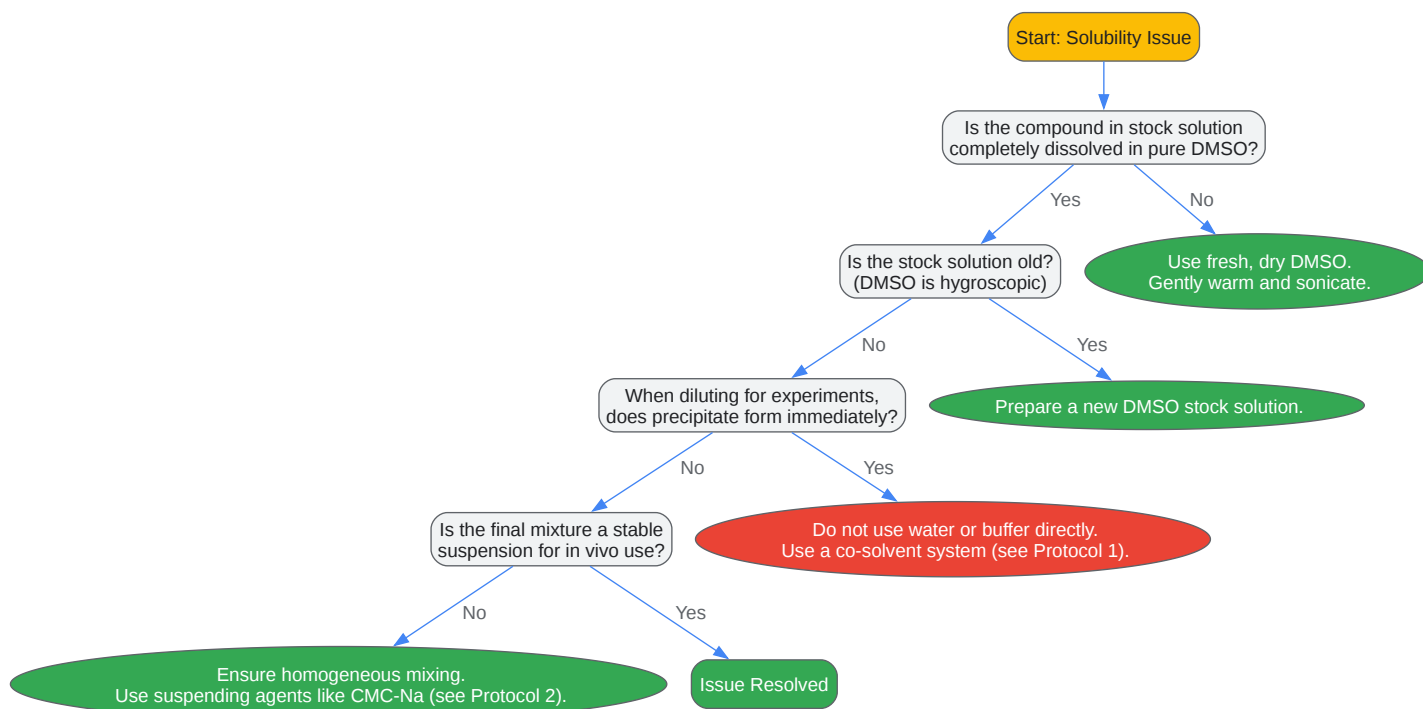 Start: Solubility Issue
Is the compound in stock solution
completely dissolved in pure DMSO?
Yes
No
Is the stock solution old?
(DMSO is hygroscopic)
Use fresh, dry DMSO.
Gently warm and sonicate.
No
Yes
When diluting for experiments,
does precipitate form immediately?
Prepare a new DMSO stock solution.
No
Yes
Is the final mixture a stable
suspension for in vivo use?
Do not use water or buffer directly.
Use a co-solvent system (see Protocol 1).
No
Yes
Ensure homogeneous mixing.
Use suspending agents like CMC-Na (see Protocol 2).
Issue Resolved